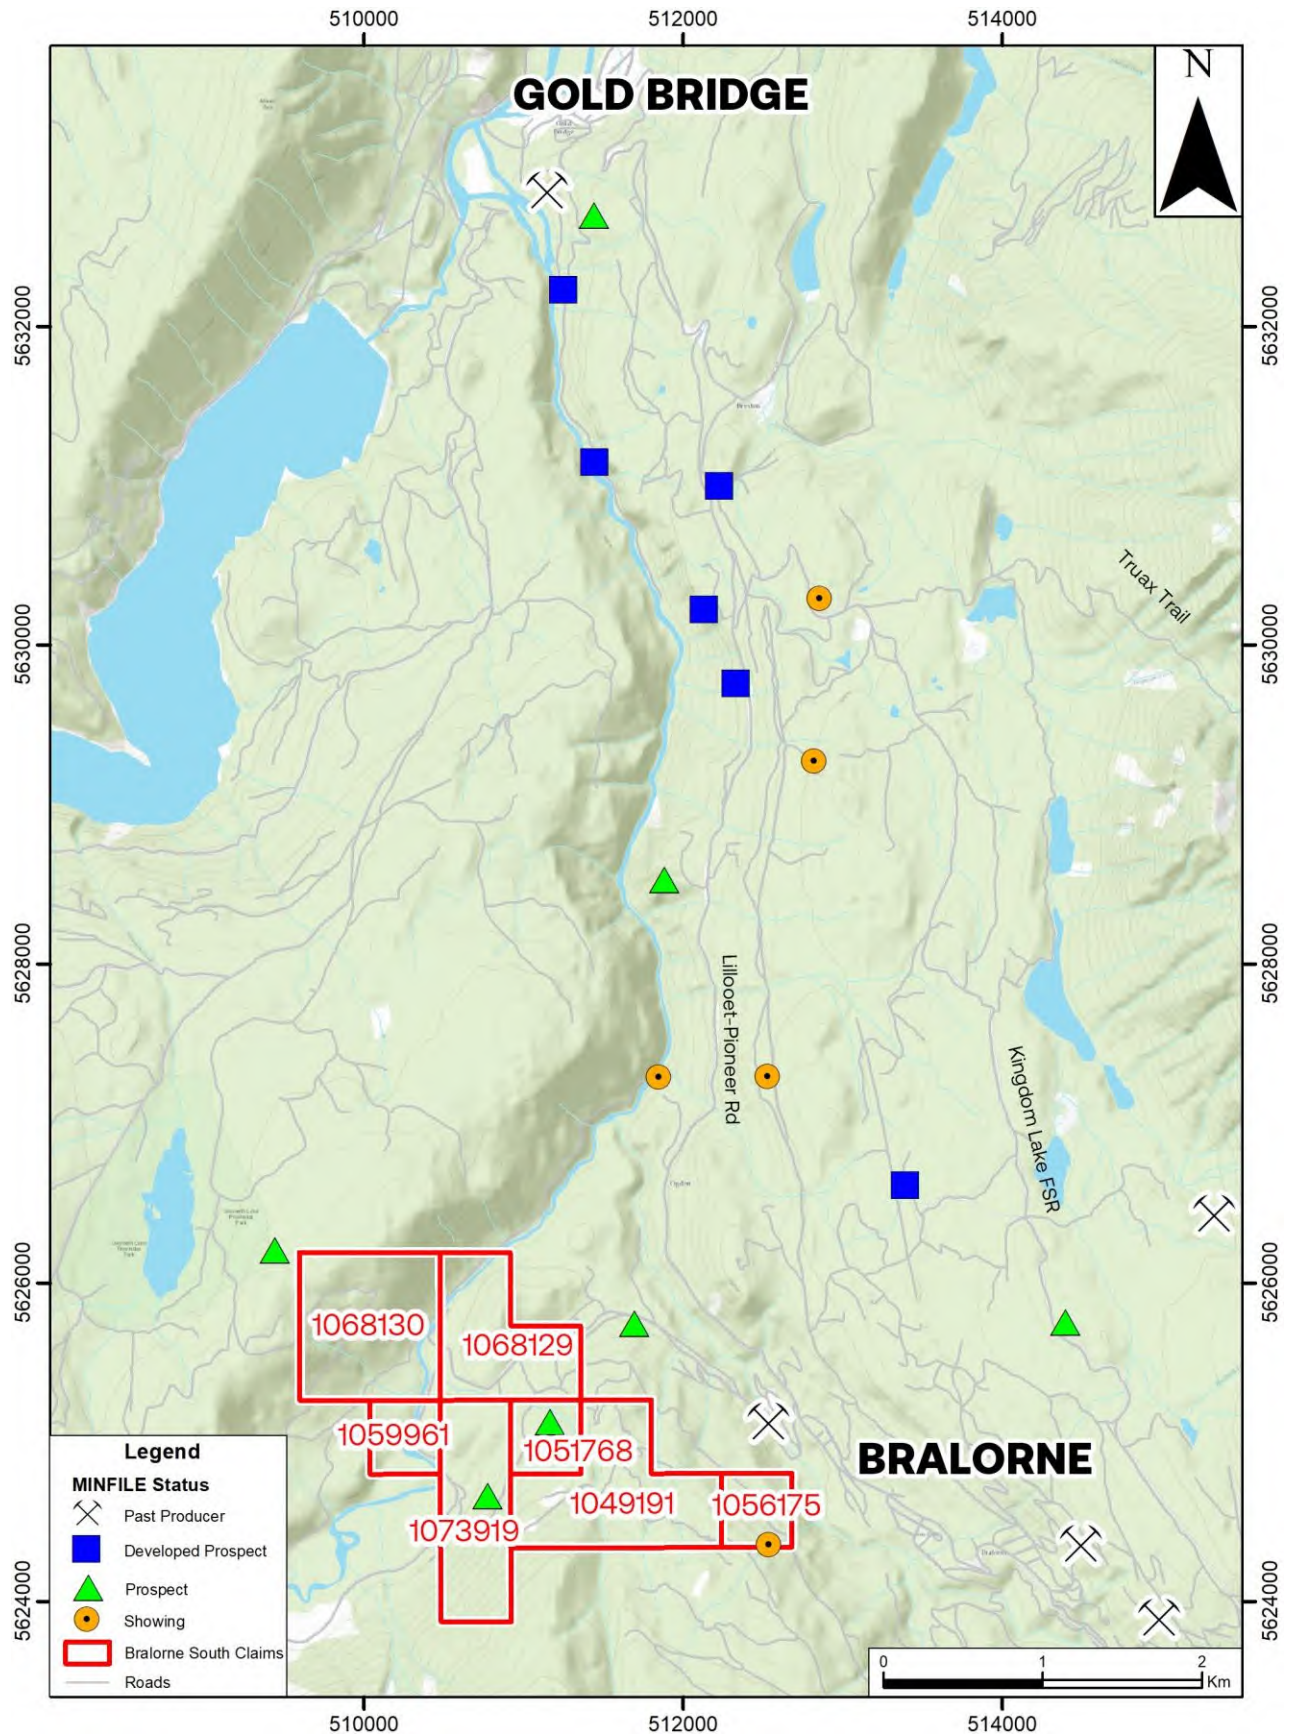 510000
512000
514000
GOLD BRIDGE
N
5632000
5632000
Truax Trail
5630000
5630000
5628000
5628000
Lillooet-Pioneer Rd
Kingdom Lake FSR
5626000
5626000
1068130
1068129
1059961
1051768
BRALORNE
1049191
1056175
1073919
5624000
5624000
Legend
MINFILE Status
Past Producer
Developed Prospect
Prospect
Showing
Bralorne South Claims
Roads
0
1
2
Km
510000
512000
514000